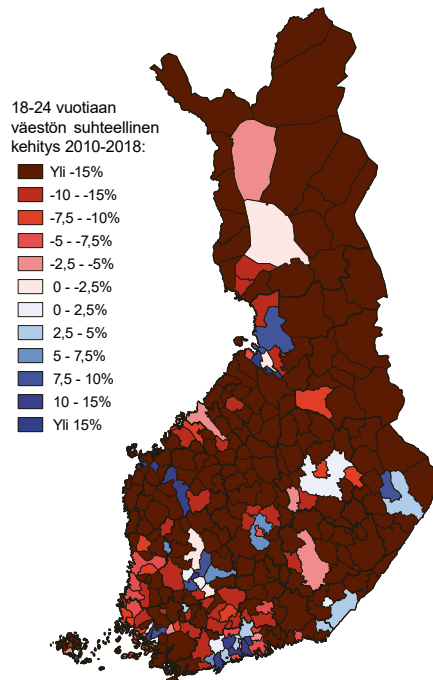 18-24 vuotiaan
väestön suhteellinen
kehitys 2010-2018:
Yli -15%
-10 - -15%
-7,5 - -10%
-5 - -7,5%
-2,5 - -5%
0 - -2,5%
0 - 2,5%
2,5 - 5%
5 - 7,5%
7,5 - 10%
10 - 15%
Yli 15%